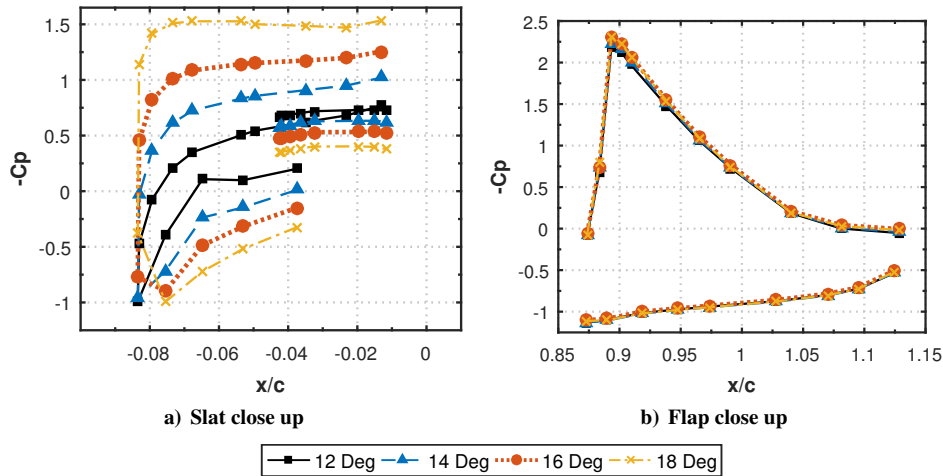 1.5
1
0.5
0
-0.5
-1
-Cp
-0.08 -0.06 -0.04 -0.02 0
x/c
a) Slat close up
2.5
2
1.5
1
0.5
0
-0.5
-1
-Cp
0.85 0.9 0.95 1 1.05 1.1 1.15
x/c
b) Flap close up
12 Deg 14 Deg 16 Deg 18 Deg